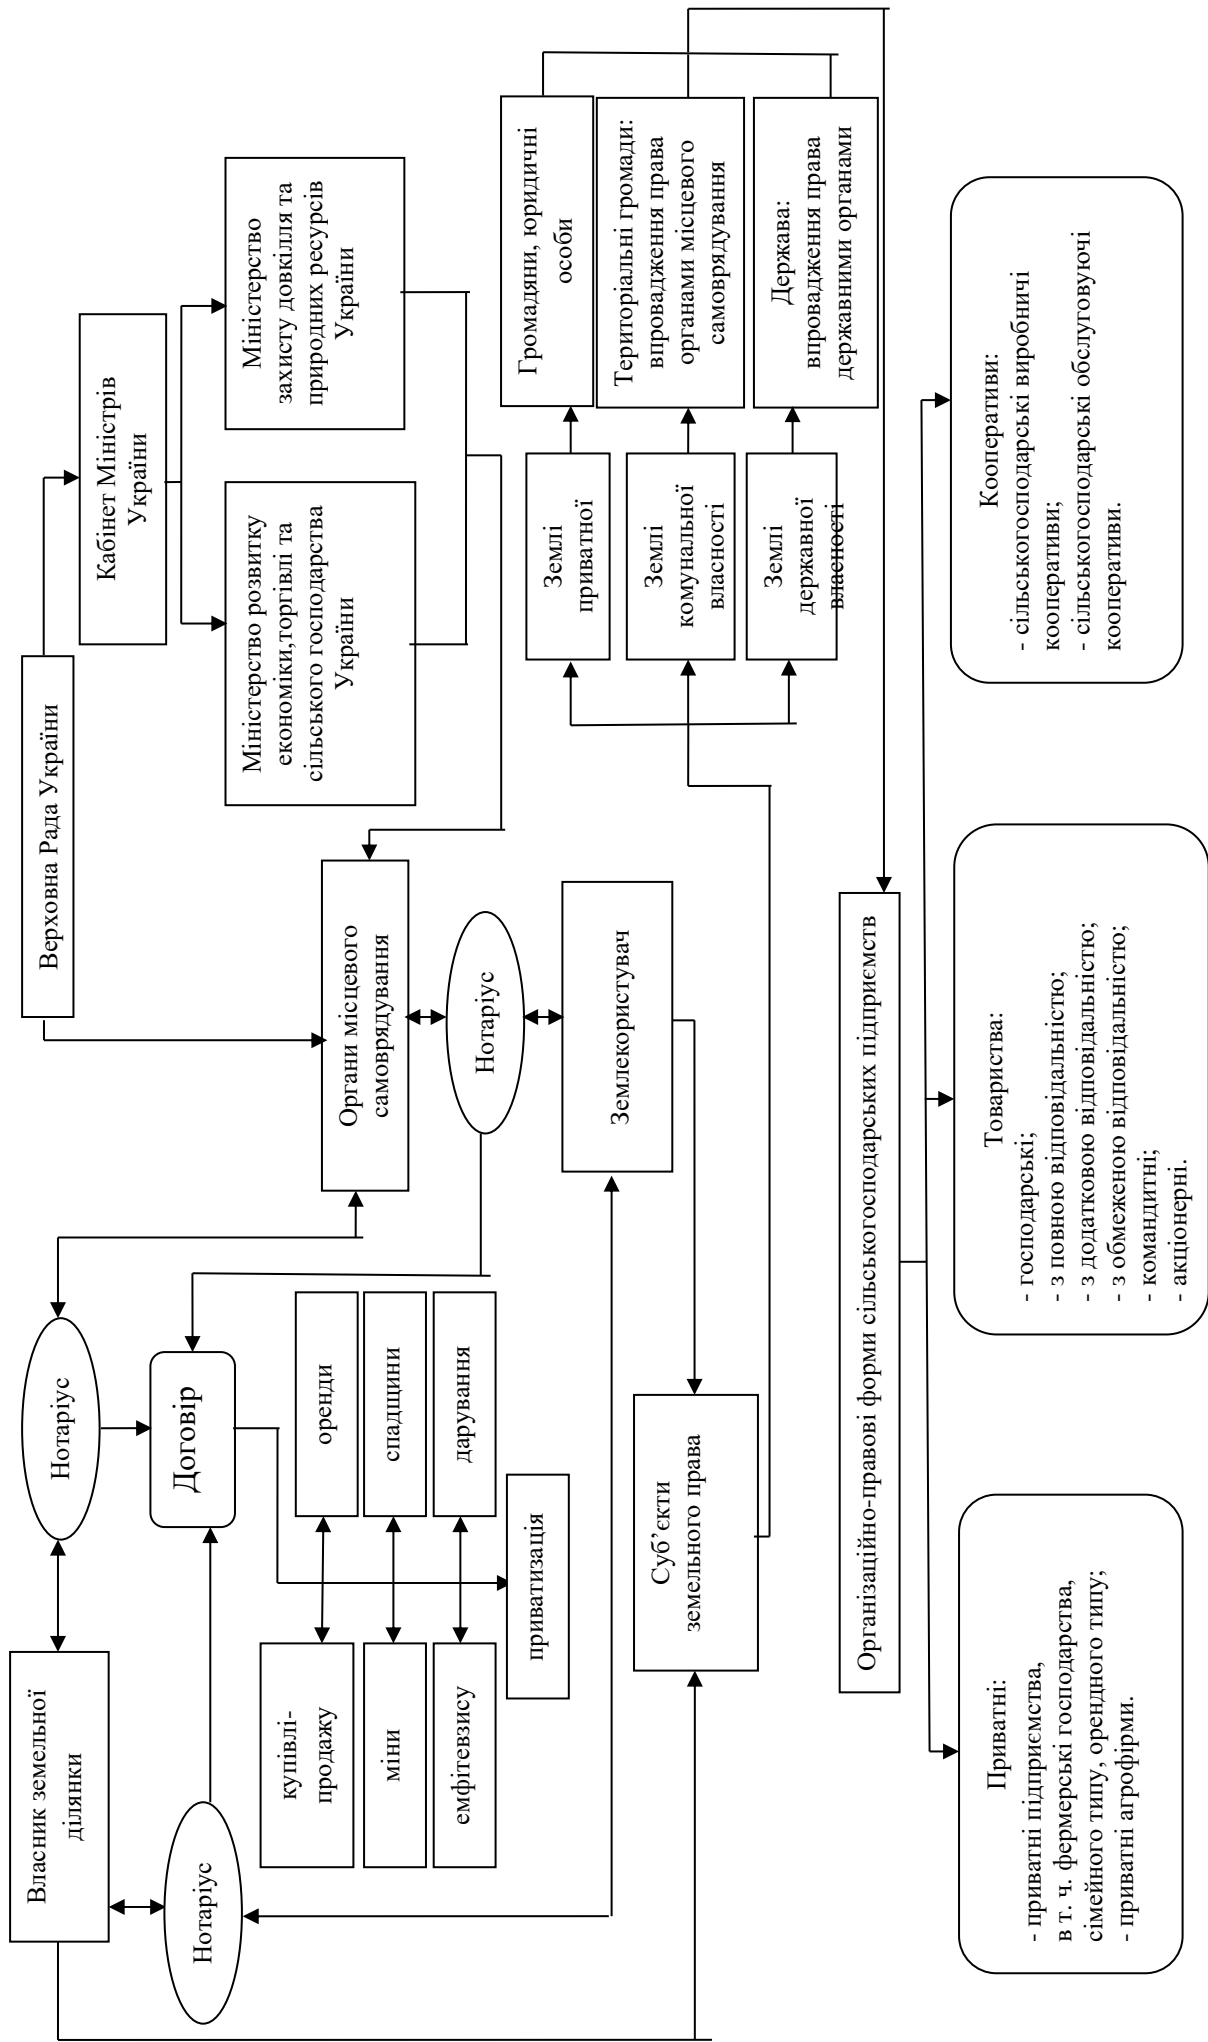 Власник земельної
ділянки
Нотаріус
Верховна Рада України
Кабінет Міністрів
України
Нотаріус
Договір
Міністерство розвитку
економіки,торгівлі та
сільського господарства
України
Міністерство
захисту довкілля та
природних ресурсів
України
купівлі-
продажу
оренди
міни
спадщини
емфітевзису
дарування
приватизація
Органи місцевого
самоврядування
Нотаріус
Землекористувач
Землі
приватної
Громадяни, юридичні
особи
Землі
комунальної
власності
Територіальні громади:
впровадження права
органами місцевого
самоврядування
Землі
державної
власності
Держава:
впровадження права
державними органами
Суб’єкти
земельного права
Організаційно-правові форми сільськогосподарських підприємств
Приватні:
- приватні підприємства,
в т. ч. фермерські господарства,
сімейного типу, орендного типу;
- приватні агрофірми.
Товариства:
- господарські;
- з повною відповідальністю;
- з додатковою відповідальністю;
- з обмеженою відповідальністю;
- командитні;
- акціонерні.
Кооперативи:
- сільськогосподарські виробничі
кооперативи;
- сільськогосподарські обслуговуючі
кооперативи.